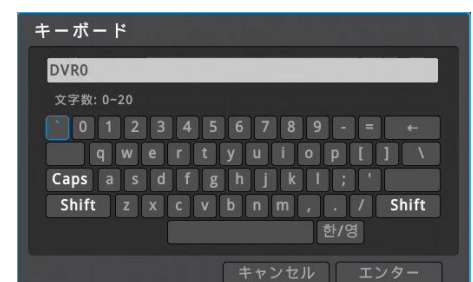 キーボード
DVR0
文字数: 0~20
` 0 1 2 3 4 5 6 7 8 9 - = ←
q w e r t y u i o p [ ] \
Caps a s d f g h j k l ; '
Shift z x c v b n m , . / Shift
한/영
キャンセル エンター